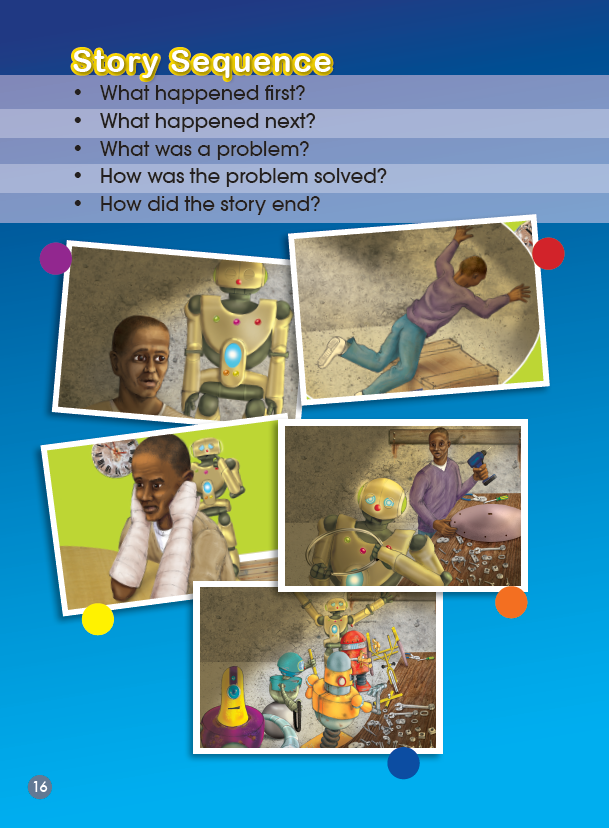 Story Sequence
• What happened first?
• What happened next?
• What was a problem?
• How was the problem solved?
• How did the story end?
16